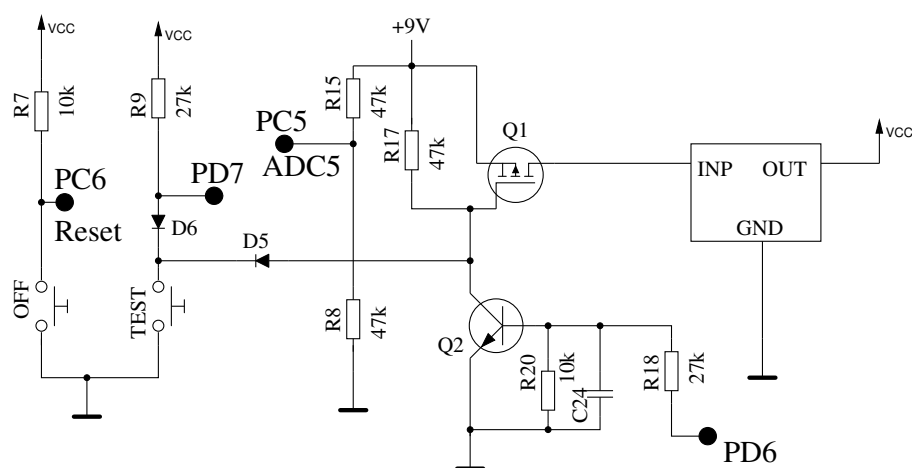 VCC
R7
10k
PC6
Reset
OFF
VCC
R9
27k
PD7
D6
TEST
D5
+9V
R15
47k
PC5
ADC5
R17
47k
R8
47k
Q1
Q2
R20
10k
C24
R18
27k
PD6
INP
OUT
GND
VCC